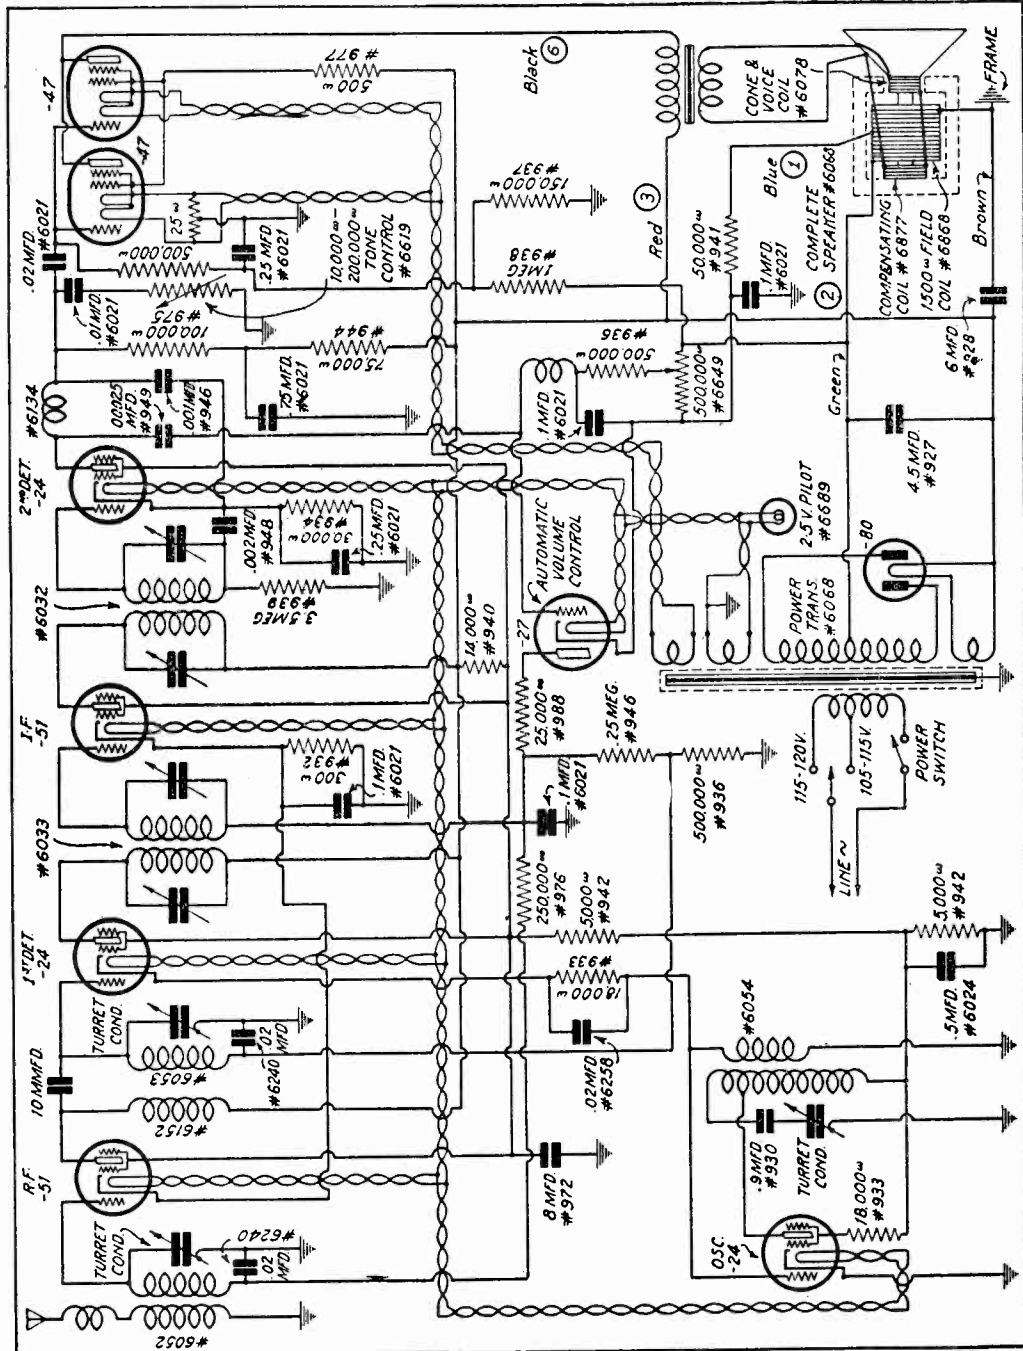 -47
-47
#977
500 ω
Black
6
.02 MFD.
#6021
.01 MFD.
#6021
25 ω
500,000 ω
.25 MFD.
#6021
10,000 ω-
200,000 ω
TONE
CONTROL
#6619
#975
100,000 ω
#944
75,000 ω
.75 MFD.
#6021
#937
150,000 ω
#938
1 MEG
Red
3
CONE &
VOICE
COIL
#6078
FRAME
Blue
1
50,000 ω
#941
.1 MFD.
#6021
COMPLETE
SPEAKER #6068
2
COMPENSATING
COIL #6877
1500 ω FIELD
COIL #6868
Brown
6 MFD.
#928
#6134
.00025
MFD.
#949
.001 MFD
#946
2ND DET.
-24
#936
500,000 ω
.1 MFD.
#6021
500,000 ω
#6649
Green
4.5 MFD.
#927
#6032
.002 MFD.
#948
#934
30,000 ω
.25 MFD.
#6021
3.5 MEG
#939
AUTOMATIC
VOLUME
CONTROL
-27
2.5 V. PILOT
#6689
-80
POWER
TRANS.
#6068
I-F.
-51
14,000 ω
#940
25,000 ω
#988
.25 MEG.
#946
#932
300 ω
.1 MFD.
#6021
.1 MFD
#6021
500,000 ω
#936
115-120V.
105-115V.
POWER
SWITCH
LINE ~
#6033
1ST DET.
-24
250,000 ω
#976
5,000 ω
#942
#933
18,000 ω
.02 MFD.
#6258
5,000 ω
#942
.5 MFD.
#6024
#6054
10 MMFD.
TURRET
COND.
#6053
.02
MFD
#6240
#6152
R.F.
-51
8 MFD.
#972
.9 MFD.
#930
TURRET
COND.
18,000 ω
#933
OSC.
-24
TURRET
COND.
#6240
.02
MFD.
#6052